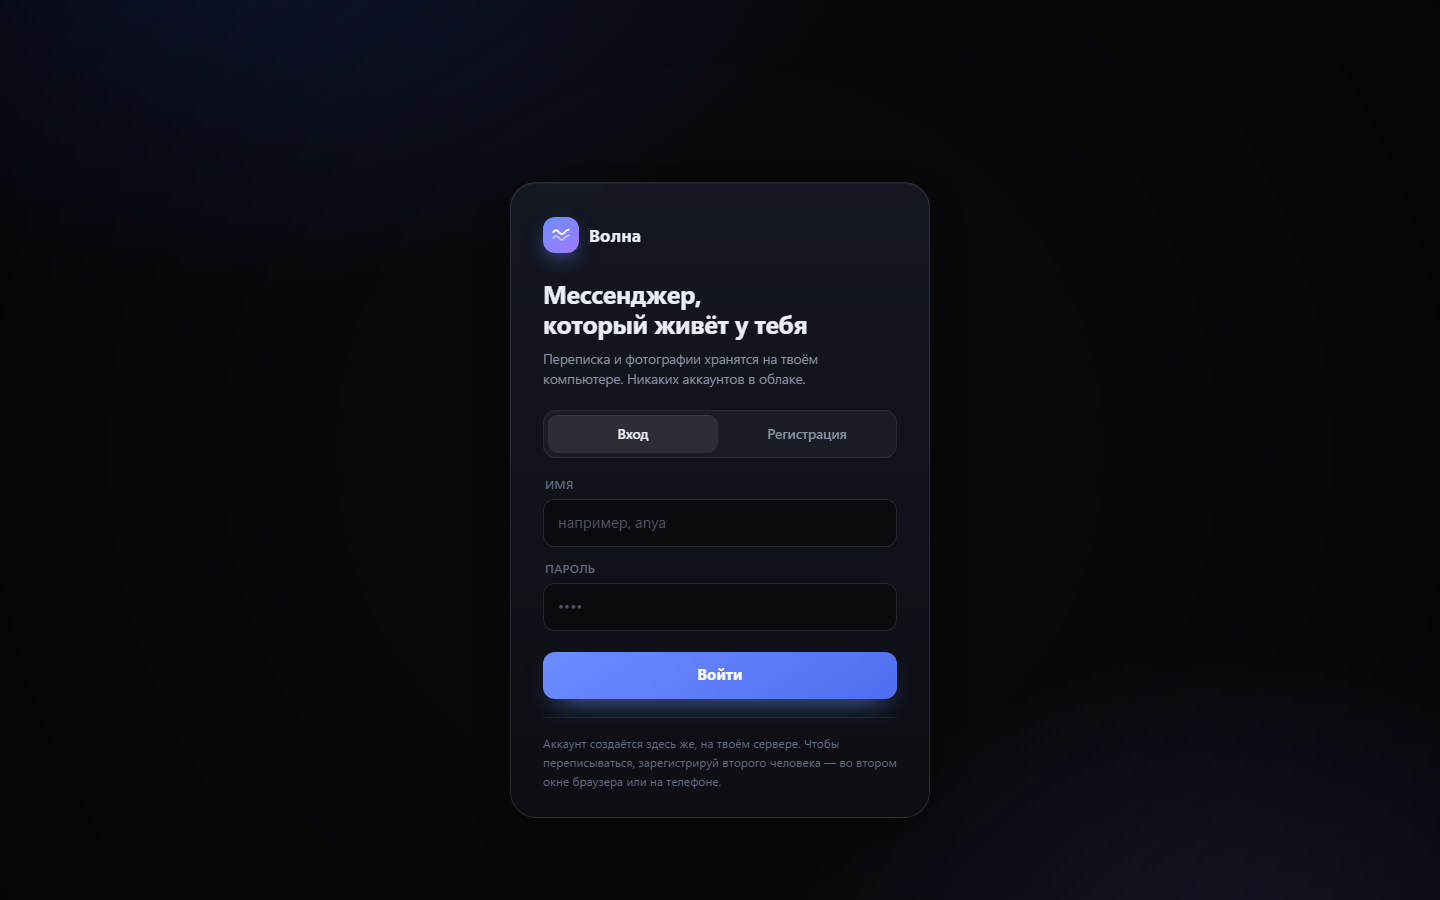 Волна
Мессенджер,
который живёт у тебя
Переписка и фотографии хранятся на твоём
компьютере. Никаких аккаунтов в облаке.
Вход
Регистрация
ИМЯ
например, anya
ПАРОЛЬ
••••
Войти
Аккаунт создаётся здесь же, на твоём сервере. Чтобы
переписываться, зарегистрируй второго человека — во втором
окне браузера или на телефоне.